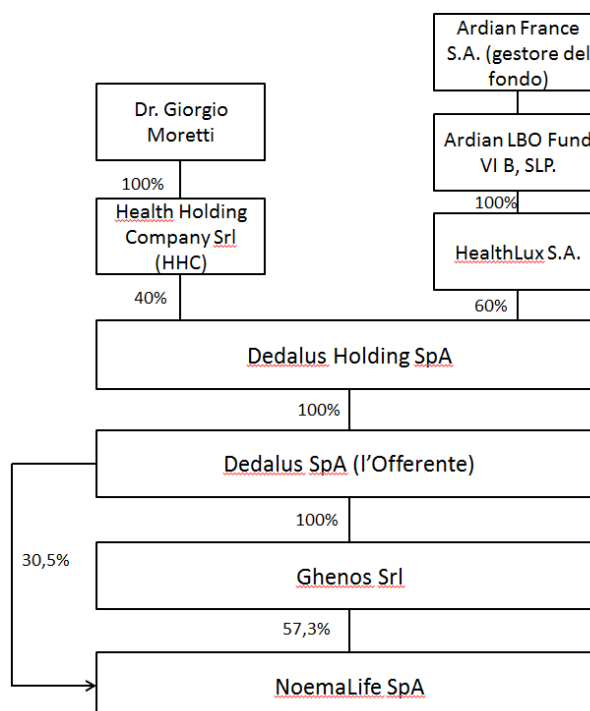 Ardian France
S.A. (gestore del
fondo)
Dr. Giorgio
Moretti
Ardian LBO Fund
VI B, SLP.
100%
100%
Health Holding
Company Srl
(HHC)
HealthLux S.A.
40%
60%
Dedalus Holding SpA
100%
Dedalus SpA (l'Offerente)
100%
30,5%
Ghenos Srl
57,3%
NoemaLife SpA